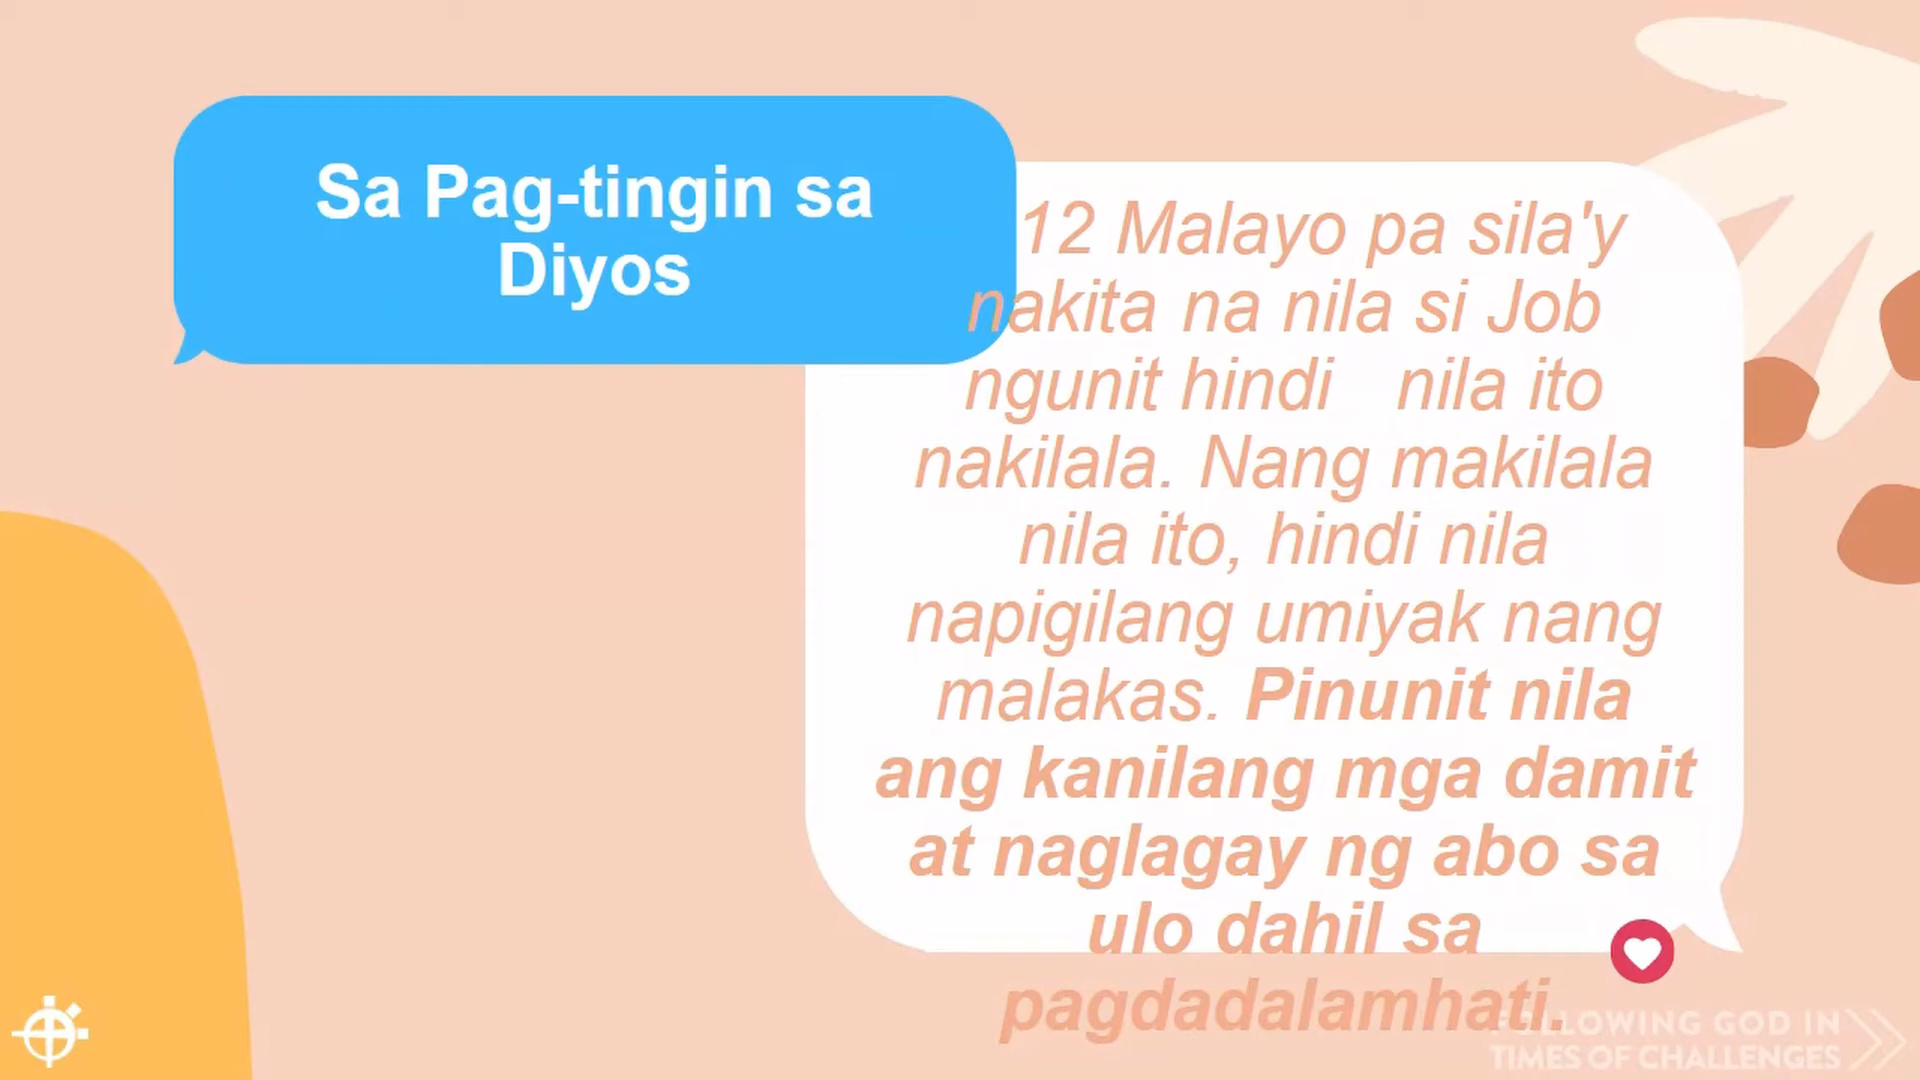 Sa Pag-tingin sa
Diyos
12 Malayo pa sila'y
nakita na nila si Job
ngunit hindi nila ito
nakilala. Nang makilala
nila ito, hindi nila
napigilang umiyak nang
malakas. Pinunit nila
ang kanilang mga damit
at naglagay ng abo sa
ulo dahil sa
pagdadalamhati.
FOLLOWING GOD IN
TIMES OF CHALLENGES